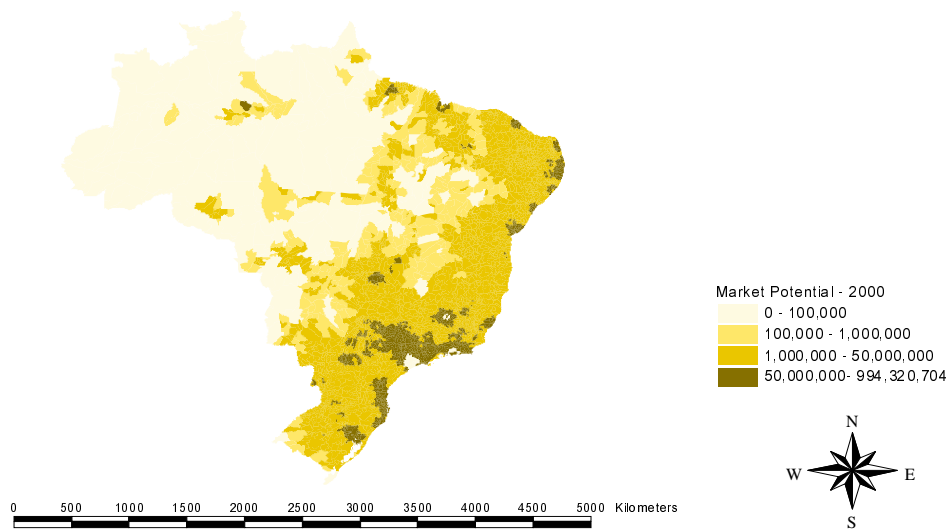 Market Potential - 2000
0 - 100,000
100,000 - 1,000,000
1,000,000 - 50,000,000
50,000,000- 994,320,704
N
W E
S
0 500 1000 1500 2000 2500 3000 3500 4000 4500 5000 Kilometers